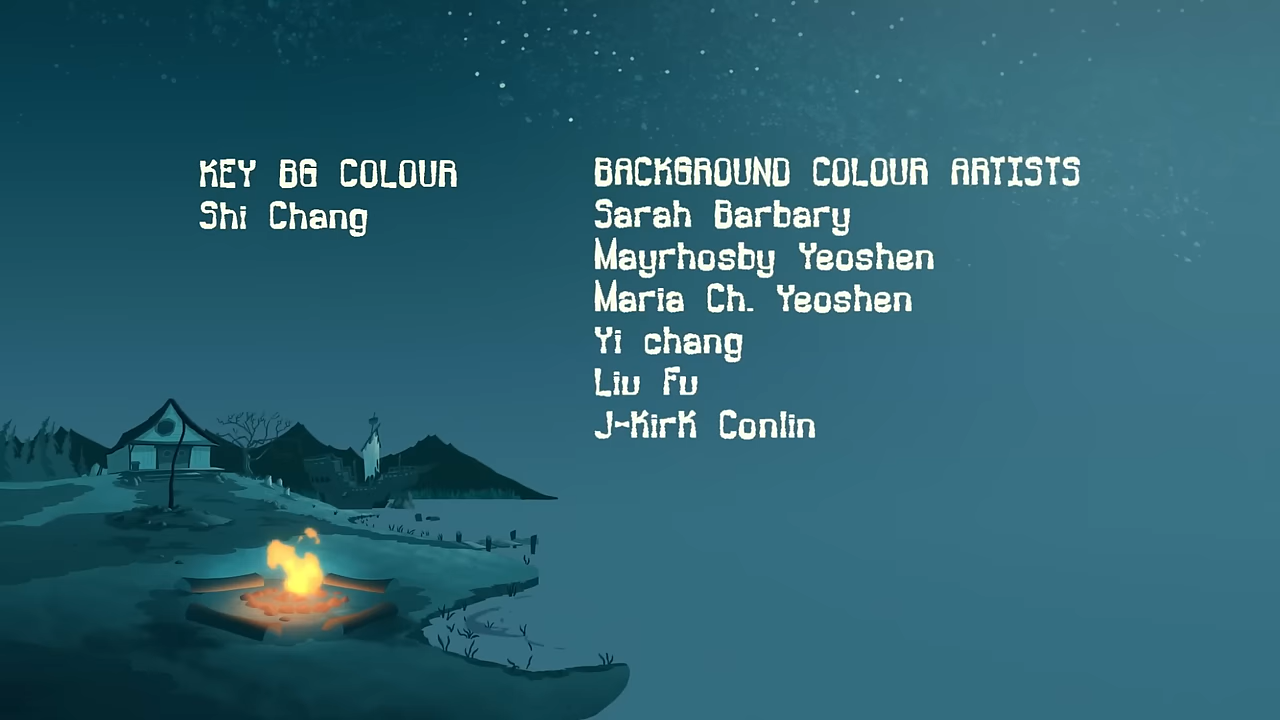 KEY BG COLOUR
Shi Chang
BACKGROUND COLOUR ARTISTS
Sarah Barbary
Mayrhosby Yeoshen
Maria Ch. Yeoshen
Yi chang
Liu Fu
J-Kirk Conlin